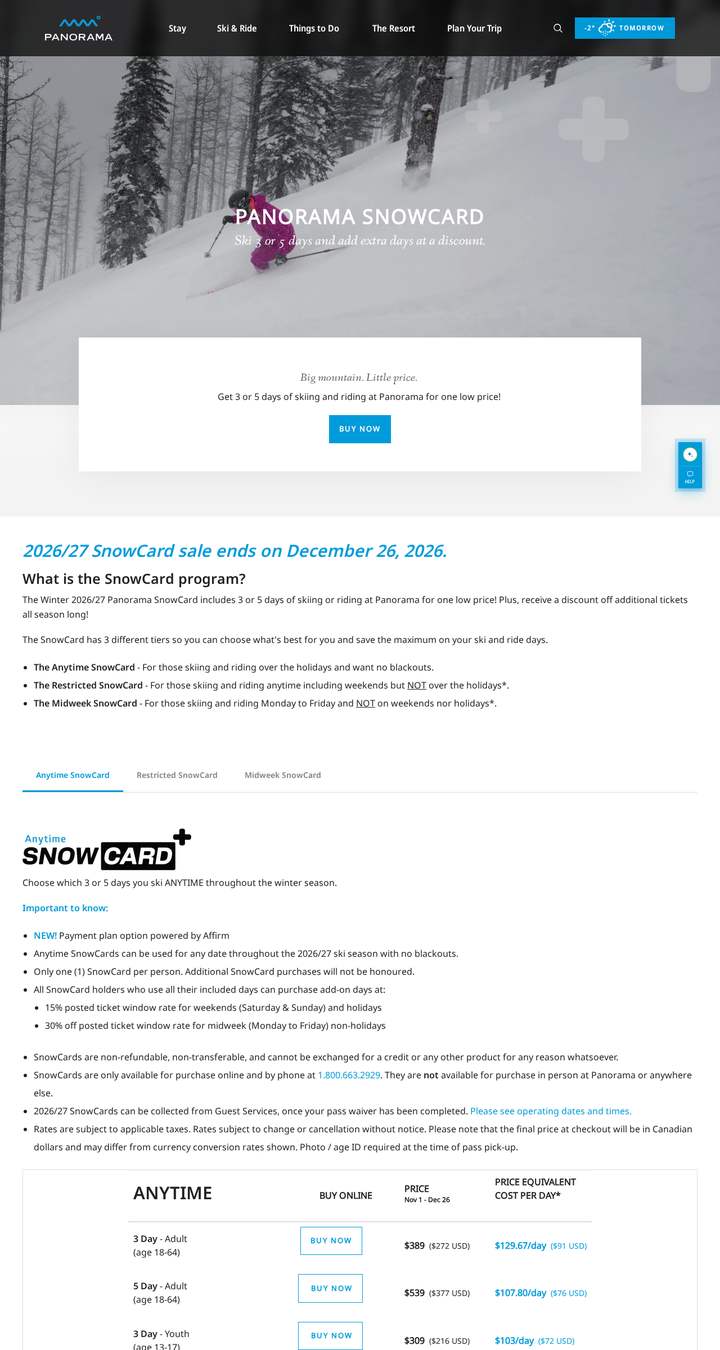 PANORAMA
Stay
Ski & Ride
Things to Do
The Resort
Plan Your Trip
-2° TOMORROW
PANORAMA SNOWCARD
Ski 3 or 5 days and add extra days at a discount.
Big mountain. Little price.
Get 3 or 5 days of skiing and riding at Panorama for one low price!
BUY NOW
HELP
2026/27 SnowCard sale ends on December 26, 2026.
What is the SnowCard program?
The Winter 2026/27 Panorama SnowCard includes 3 or 5 days of skiing or riding at Panorama for one low price! Plus, receive a discount off additional tickets
all season long!
The SnowCard has 3 different tiers so you can choose what's best for you and save the maximum on your ski and ride days.
• The Anytime SnowCard - For those skiing and riding over the holidays and want no blackouts.
• The Restricted SnowCard - For those skiing and riding anytime including weekends but NOT over the holidays*.
• The Midweek SnowCard - For those skiing and riding Monday to Friday and NOT on weekends nor holidays*.
Anytime SnowCard
Restricted SnowCard
Midweek SnowCard
Anytime
SNOWCARD+
Choose which 3 or 5 days you ski ANYTIME throughout the winter season.
Important to know:
• NEW! Payment plan option powered by Affirm
• Anytime SnowCards can be used for any date throughout the 2026/27 ski season with no blackouts.
• Only one (1) SnowCard per person. Additional SnowCard purchases will not be honoured.
• All SnowCard holders who use all their included days can purchase add-on days at:
• 15% posted ticket window rate for weekends (Saturday & Sunday) and holidays
• 30% off posted ticket window rate for midweek (Monday to Friday) non-holidays
• SnowCards are non-refundable, non-transferable, and cannot be exchanged for a credit or any other product for any reason whatsoever.
• SnowCards are only available for purchase online and by phone at 1.800.663.2929. They are not available for purchase in person at Panorama or anywhere
else.
• 2026/27 SnowCards can be collected from Guest Services, once your pass waiver has been completed. Please see operating dates and times.
• Rates are subject to applicable taxes. Rates subject to change or cancellation without notice. Please note that the final price at checkout will be in Canadian
dollars and may differ from currency conversion rates shown. Photo / age ID required at the time of pass pick-up.
ANYTIME
BUY ONLINE
PRICE
Nov 1 - Dec 26
PRICE EQUIVALENT
COST PER DAY*
3 Day - Adult
(age 18-64)
BUY NOW
$389 ($272 USD)
$129.67/day ($91 USD)
5 Day - Adult
(age 18-64)
BUY NOW
$539 ($377 USD)
$107.80/day ($76 USD)
3 Day - Youth
(age 13-17)
BUY NOW
$309 ($216 USD)
$103/day ($72 USD)